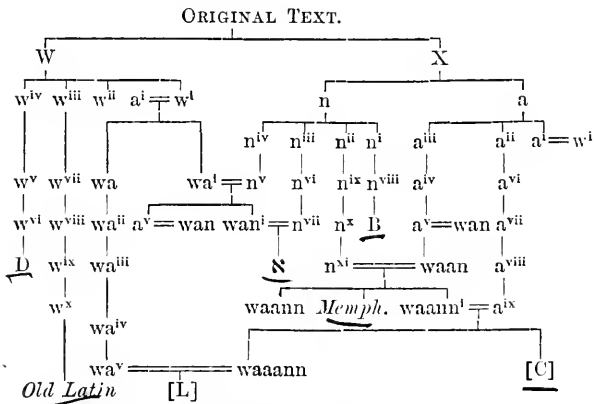 ORIGINAL TEXT.
W X
n a
wⁱᵛ wⁱⁱⁱ wⁱⁱ aⁱ wⁱ nⁱᵛ nⁱⁱⁱ nⁱⁱ nⁱ aⁱⁱⁱ aⁱⁱ aⁱ wⁱ
wᵛ wᵛⁱⁱ wa waⁱ nᵛ nᵛⁱ nⁱˣ nᵛⁱⁱⁱ aⁱᵛ aᵛⁱ
wᵛⁱ wᵛⁱⁱⁱ waⁱⁱ aᵛ wan wanⁱ nᵛⁱⁱ nˣ B aᵛ wan aᵛⁱⁱ
D wⁱˣ waⁱⁱⁱ א nˣⁱ waan aᵛⁱⁱⁱ
wˣ waann Memph. waannⁱ aⁱˣ
waⁱᵛ
waᵛ waaann [C]
Old Latin [L]